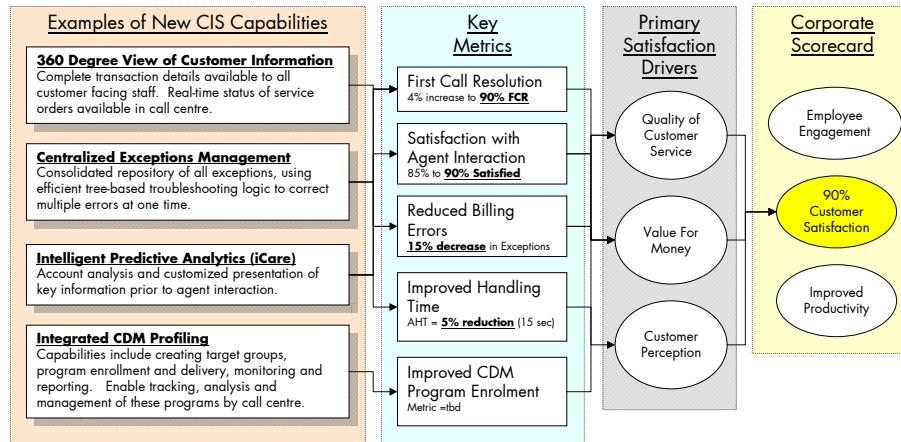 Examples of New CIS Capabilities
360 Degree View of Customer Information
Complete transaction details available to all
customer facing staff.  Real-time status of service
orders available in call centre.
Centralized Exceptions Management
Consolidated repository of all exceptions, using
efficient tree-based troubleshooting logic to correct
multiple errors at one time.
Intelligent Predictive Analytics (iCare)
Account analysis and customized presentation of
key information prior to agent interaction.
Integrated CDM Profiling
Capabilities include creating target groups,
program enrollment and delivery, monitoring and
reporting.   Enable tracking, analysis and
management of these programs by call centre.
Key
Metrics
First Call Resolution
4% increase to 90% FCR
Satisfaction with
Agent Interaction
85% to 90% Satisfied
Reduced Billing
Errors
15% decrease in Exceptions
Improved Handling
Time
AHT = 5% reduction (15 sec)
Improved CDM
Program Enrolment
Metric =tbd
Primary
Satisfaction
Drivers
Quality of
Customer
Service
Value For
Money
Customer
Perception
Corporate
Scorecard
Employee
Engagement
90%
Customer
Satisfaction
Improved
Productivity